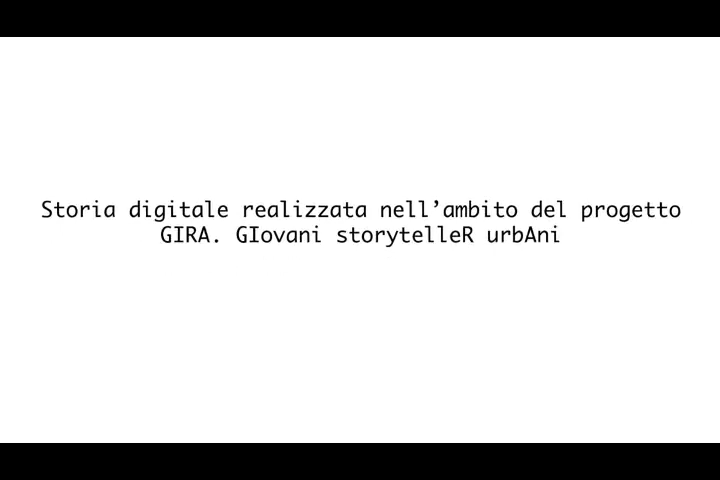 Storia digitale realizzata nell’ambito del progetto
GIRA. GIovani storytelleR urbAni